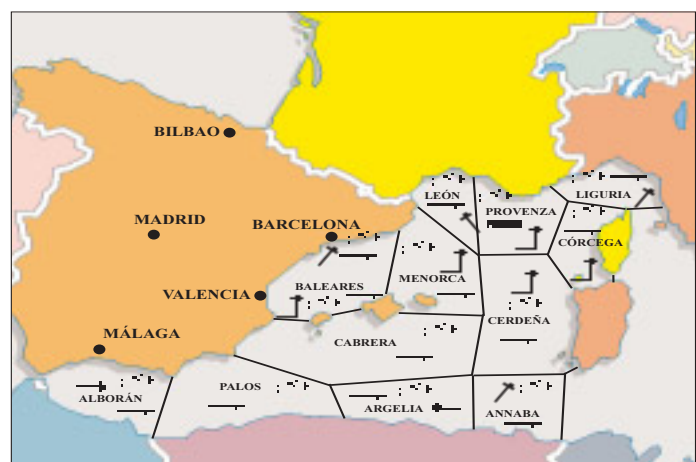 BILBAO
LEÓN
LIGURIA
PROVENZA
MADRID
BARCELONA
CÓRCEGA
MENORCA
BALEARES
VALENCIA
CERDEÑA
MÁLAGA
CABRERA
PALOS
ALBORÁN
ARGELIA
ANNABA